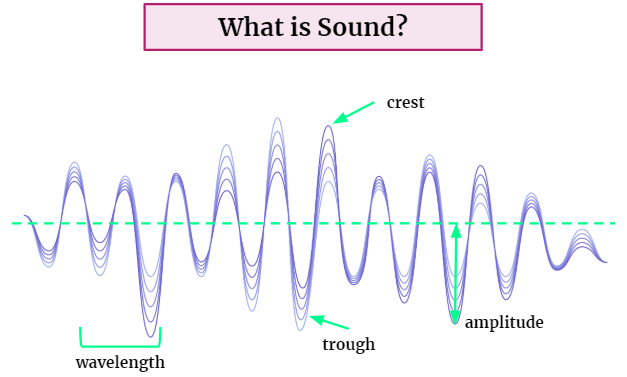 What is Sound?
crest
amplitude
trough
wavelength